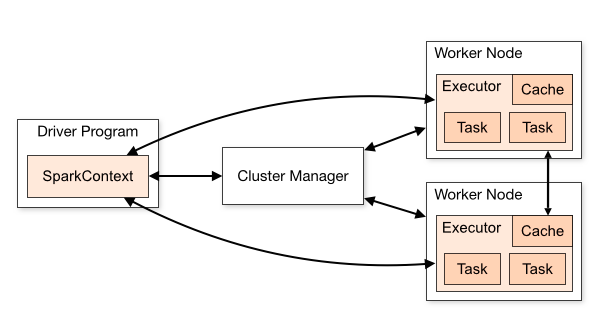 Driver Program
SparkContext
Cluster Manager
Worker Node
Executor
Cache
Task
Task
Worker Node
Executor
Cache
Task
Task